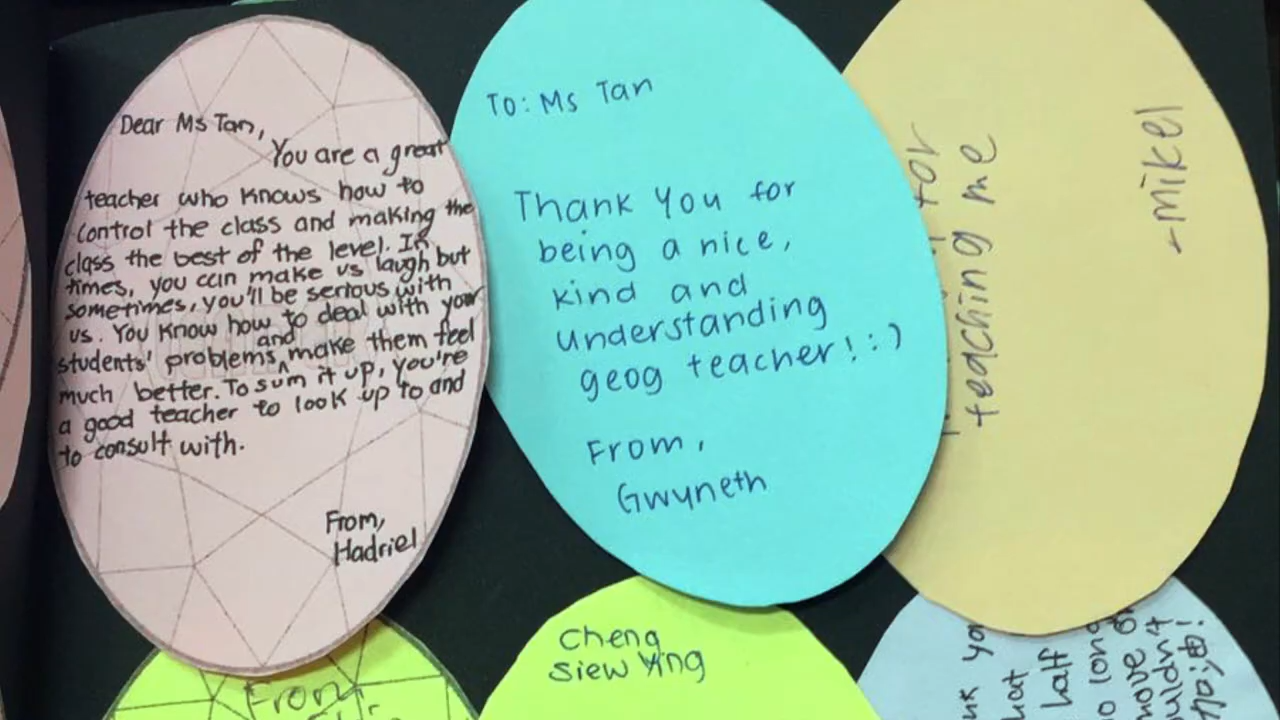 Dear Ms Tan,
You are a great
teacher who knows how to
control the class and making the
class the best of the level. In
times, you can make us laugh but
sometimes, you'll be serious with
us. You know how to deal with your
students' problems and make them feel
much better. To sum it up, you're
a good teacher to look up to and
to consult with.
From,
Hadriel
To: Ms Tan
Thank You for
being a nice,
kind and
understanding
geog teacher! :)
From,
Gwyneth
for
teaching me
-mikel
From
Cheng
Siew Ying
half
加油!